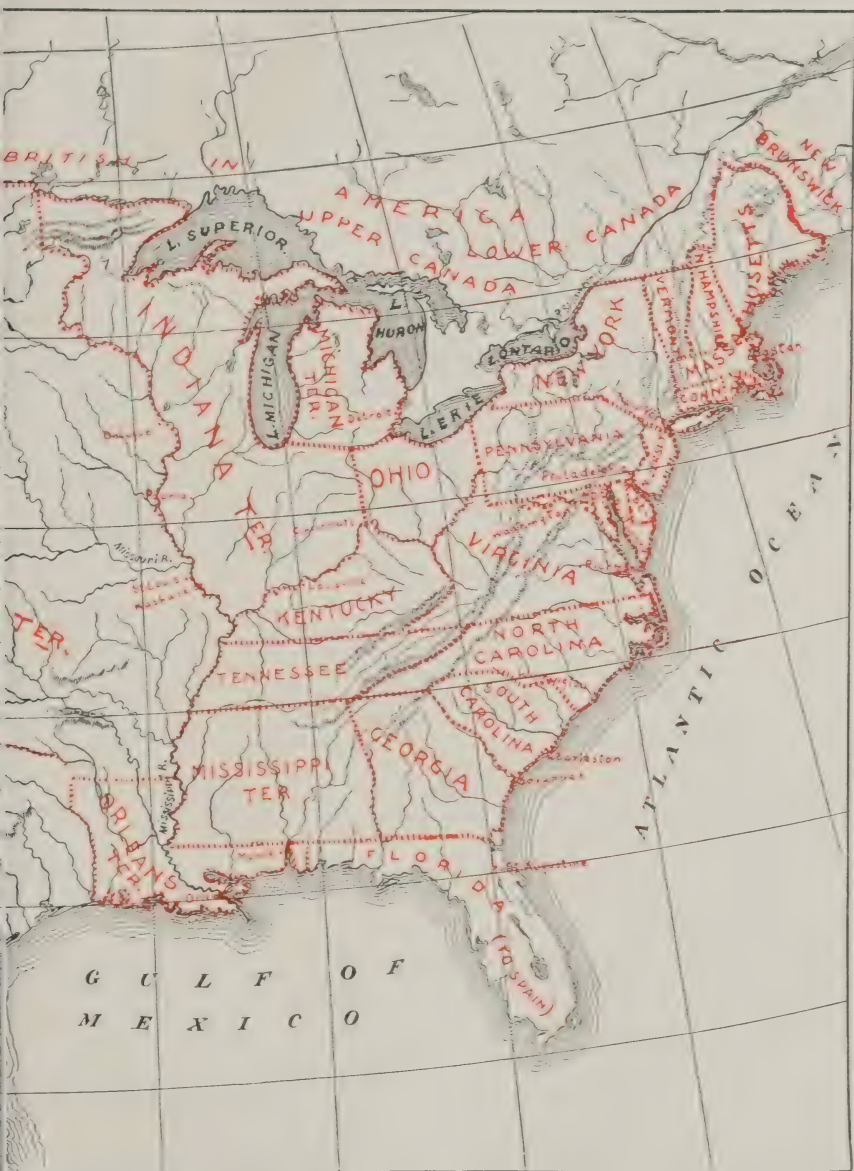 BRITISH IN
AMERICA
NEW
BRUNSWICK
UPPER CANADA
LOWER CANADA
L. SUPERIOR
L.
HURON
L. MICHIGAN
MICHIGAN
TER.
INDIANA TER.
L. ONTARIO
L. ERIE
NEW YORK
VERMONT
N. HAMPSHIRE
MASSACHUSETTS
CONN
Detroit
PENNSYLVANIA
OHIO
VIRGINIA
Missouri R.
KENTUCKY
TER.
NORTH
CAROLINA
TENNESSEE
SOUTH
CAROLINA
GEORGIA
Charleston
Savannah
MISSISSIPPI
TER.
MISSISSIPPI R.
ORLEANS
TER.
FLORIDA
(TO SPAIN)
St Augustine
ATLANTIC OCEAN
GULF OF
MEXICO